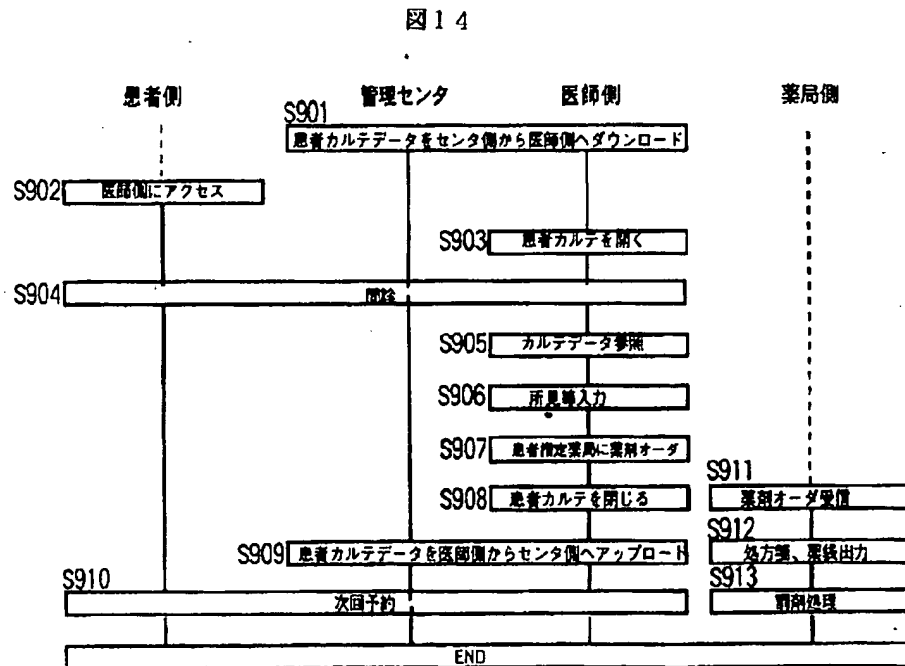 図14
患者側
管理センタ
医師側
薬局側
S901
患者カルテデータをセンタ側から医師側へダウンロード
S902
医師側にアクセス
S903
患者カルテを開く
S904
問診
S905
カルテデータ参照
S906
所見等入力
S907
患者指定薬局に薬剤オーダ
S911
薬剤オーダ受信
S908
患者カルテを閉じる
S912
処方箋、薬袋出力
S909
患者カルテデータを医師側からセンタ側へアップロード
S913
調剤処理
S910
次回予約
END